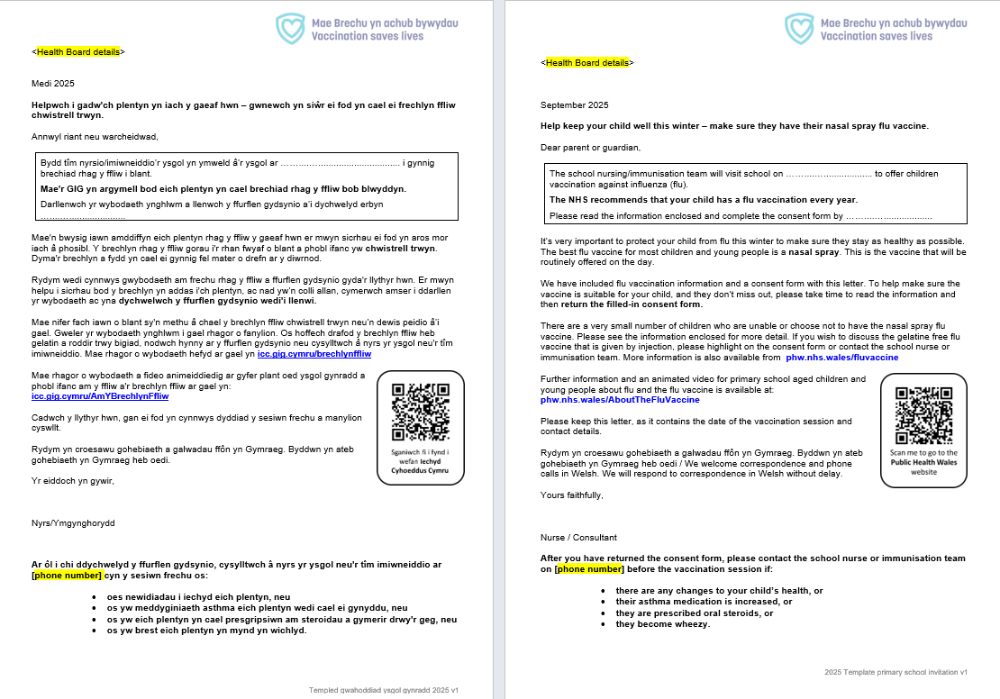 Mae Brechu yn achub bywydau
Vaccination saves lives
<Health Board details>
Medi 2025
Helpwch i gadw'ch plentyn yn iach y gaeaf hwn – gwnewch yn siŵr ei fod yn cael ei frechlyn ffliw
chwistrell trwyn.
Annwyl riant neu warcheidwad,
Bydd tîm nyrsio/imiwneiddio'r ysgol yn ymweld â'r ysgol ar ……...…............................... i gynnig
brechiad rhag y ffliw i blant.
Mae'r GIG yn argymell bod eich plentyn yn cael brechiad rhag y ffliw bob blwyddyn.
Darllenwch yr wybodaeth ynghlwm a llenwch y ffurflen gydsynio a'i dychwelyd erbyn
…...…......................
Mae'n bwysig iawn amddiffyn eich plentyn rhag y ffliw y gaeaf hwn er mwyn sicrhau ei fod yn aros mor
iach â phosibl. Y brechlyn rhag y ffliw gorau i'r rhan fwyaf o blant a phobl ifanc yw chwistrell trwyn.
Dyma'r brechlyn a fydd yn cael ei gynnig fel mater o drefn ar y diwrnod.
Rydym wedi cynnwys gwybodaeth am frechu rhag y ffliw a ffurflen gydsynio gyda'r llythyr hwn. Er mwyn
helpu i sicrhau bod y brechlyn yn addas i'ch plentyn, ac nad yw'n colli allan, cymerwch amser i ddarllen
yr wybodaeth ac yna dychwelwch y ffurflen gydsynio wedi'i llenwi.
Mae nifer fach iawn o blant sy'n methu â chael y brechlyn ffliw chwistrell trwyn neu'n dewis peidio â'i
gael. Gweler yr wybodaeth ynghlwm i gael rhagor o fanylion. Os hoffech drafod y brechlyn ffliw heb
gelatin a roddir trwy bigiad, nodwch hynny ar y ffurflen gydsynio neu cysylltwch â nyrs yr ysgol neu'r tîm
imiwneiddio. Mae rhagor o wybodaeth hefyd ar gael yn icc.gig.cymru/brechlynffliw
Mae rhagor o wybodaeth a fideo animeiddiedig ar gyfer plant oed ysgol gynradd a
phobl ifanc am y ffliw a'r brechlyn ffliw ar gael yn:
icc.gig.cymru/AmYBrechlynFfliw
Cadwch y llythyr hwn, gan ei fod yn cynnwys dyddiad y sesiwn frechu a manylion
cyswllt.
Rydym yn croesawu gohebiaeth a galwadau ffôn yn Gymraeg. Byddwn yn ateb
gohebiaeth yn Gymraeg heb oedi.
Sganiwch fi i fynd i
wefan Iechyd
Cyhoeddus Cymru
Yr eiddoch yn gywir,
Nyrs/Ymgynghorydd
Ar ôl i chi ddychwelyd y ffurflen gydsynio, cysylltwch â nyrs yr ysgol neu'r tîm imiwneiddio ar
[phone number] cyn y sesiwn frechu os:
• oes newidiadau i iechyd eich plentyn, neu
• os yw meddyginiaeth asthma eich plentyn wedi cael ei gynyddu, neu
• os yw eich plentyn yn cael presgripsiwn am steroidau a gymerir drwy'r geg, neu
• os yw brest eich plentyn yn mynd yn wichlyd.
Templed gwahoddiad ysgol gynradd 2025 v1
Mae Brechu yn achub bywydau
Vaccination saves lives
<Health Board details>
September 2025
Help keep your child well this winter – make sure they have their nasal spray flu vaccine.
Dear parent or guardian,
The school nursing/immunisation team will visit school on ……...…................... to offer children
vaccination against influenza (flu).
The NHS recommends that your child has a flu vaccination every year.
Please read the information enclosed and complete the consent form by ……...…...................
It's very important to protect your child from flu this winter to make sure they stay as healthy as possible.
The best flu vaccine for most children and young people is a nasal spray. This is the vaccine that will be
routinely offered on the day.
We have included flu vaccination information and a consent form with this letter. To help make sure the
vaccine is suitable for your child, and they don't miss out, please take time to read the information and
then return the filled-in consent form.
There are a very small number of children who are unable or choose not to have the nasal spray flu
vaccine. Please see the information enclosed for more detail. If you wish to discuss the gelatine free flu
vaccine that is given by injection, please highlight on the consent form or contact the school nurse or
immunisation team. More information is also available from phw.nhs.wales/fluvaccine
Further information and an animated video for primary school aged children and
young people about flu and the flu vaccine is available at:
phw.nhs.wales/AboutTheFluVaccine
Please keep this letter, as it contains the date of the vaccination session and
contact details.
Rydym yn croesawu gohebiaeth a galwadau ffôn yn Gymraeg. Byddwn yn ateb
gohebiaeth yn Gymraeg heb oedi / We welcome correspondence and phone
calls in Welsh. We will respond to correspondence in Welsh without delay.
Scan me to go to the
Public Health Wales
website
Yours faithfully,
Nurse / Consultant
After you have returned the consent form, please contact the school nurse or immunisation team
on [phone number] before the vaccination session if:
• there are any changes to your child's health, or
• their asthma medication is increased, or
• they are prescribed oral steroids, or
• they become wheezy.
2025 Template primary school invitation v1